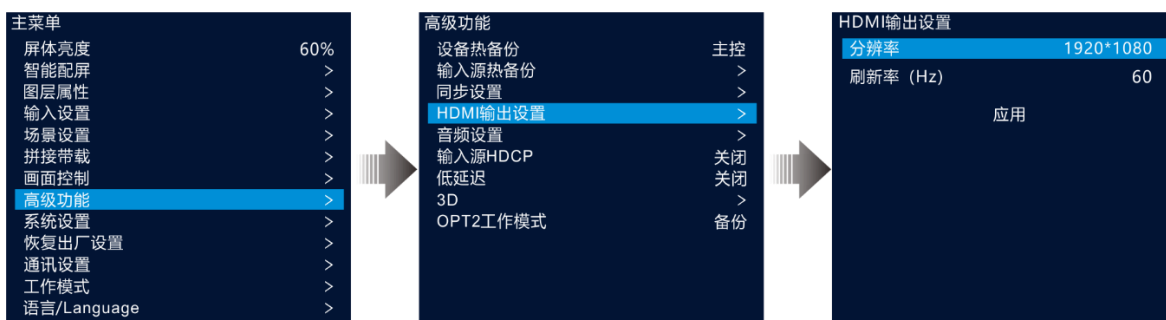 主菜单
屏体亮度 60%
智能配屏 >
图层属性 >
输入设置 >
场景设置 >
拼接带载 >
画面控制 >
高级功能 >
系统设置 >
恢复出厂设置 >
通讯设置 >
工作模式 >
语言/Language >
高级功能
设备热备份 主控
输入源热备份 >
同步设置 >
HDMI输出设置 >
音频设置 >
输入源HDCP 关闭
低延迟 关闭
3D >
OPT2工作模式 备份
HDMI输出设置
分辨率 1920*1080
刷新率 (Hz) 60
应用